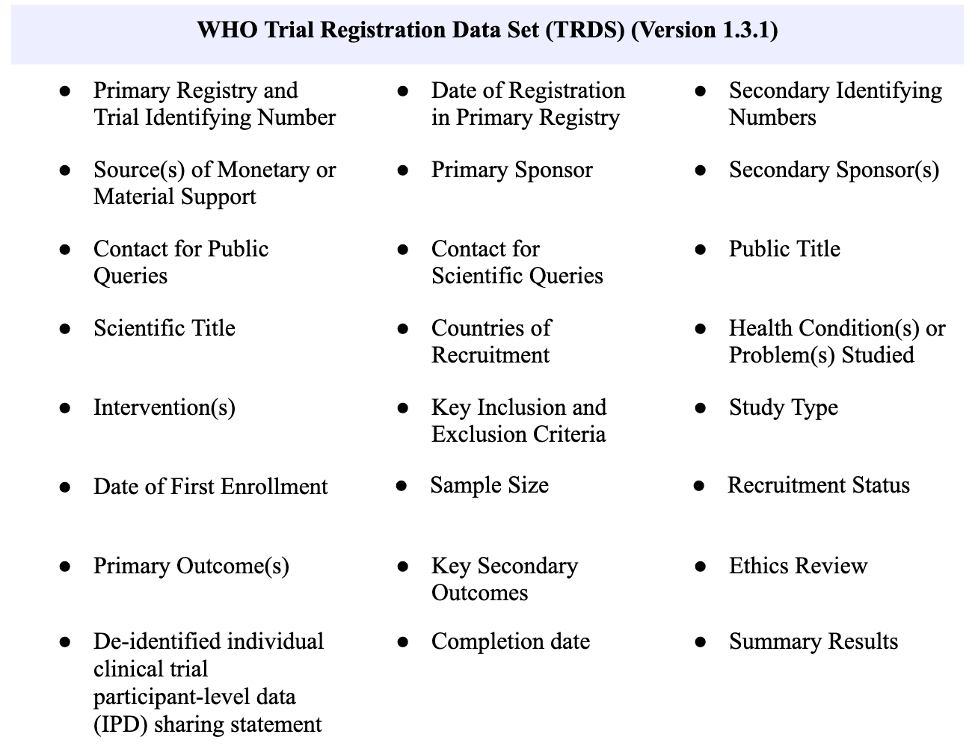 WHO Trial Registration Data Set (TRDS) (Version 1.3.1)
● Primary Registry and
Trial Identifying Number
● Date of Registration
in Primary Registry
● Secondary Identifying
Numbers
● Source(s) of Monetary or
Material Support
● Primary Sponsor
● Secondary Sponsor(s)
● Contact for Public
Queries
● Contact for
Scientific Queries
● Public Title
● Scientific Title
● Countries of
Recruitment
● Health Condition(s) or
Problem(s) Studied
● Intervention(s)
● Key Inclusion and
Exclusion Criteria
● Study Type
● Date of First Enrollment
● Sample Size
● Recruitment Status
● Primary Outcome(s)
● Key Secondary
Outcomes
● Ethics Review
● De-identified individual
clinical trial
participant-level data
(IPD) sharing statement
● Completion date
● Summary Results